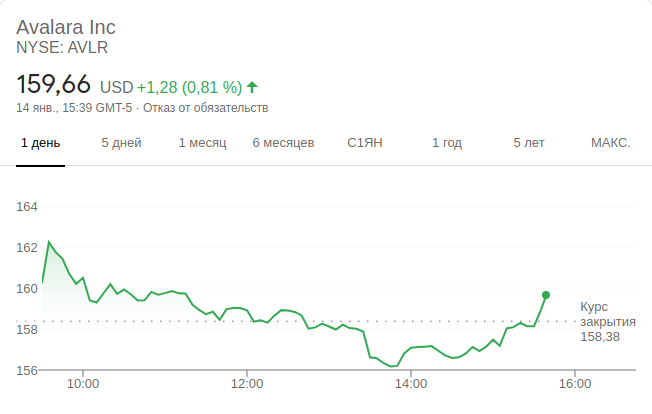 Avalara Inc
NYSE: AVLR
159,66 USD +1,28 (0,81 %)
14 янв., 15:39 GMT-5 · Отказ от обязательств
1 день 5 дней 1 месяц 6 месяцев С1ЯН 1 год 5 лет МАКС.
164
162
160
158
156
Курс
закрытия
158,38
10:00 12:00 14:00 16:00